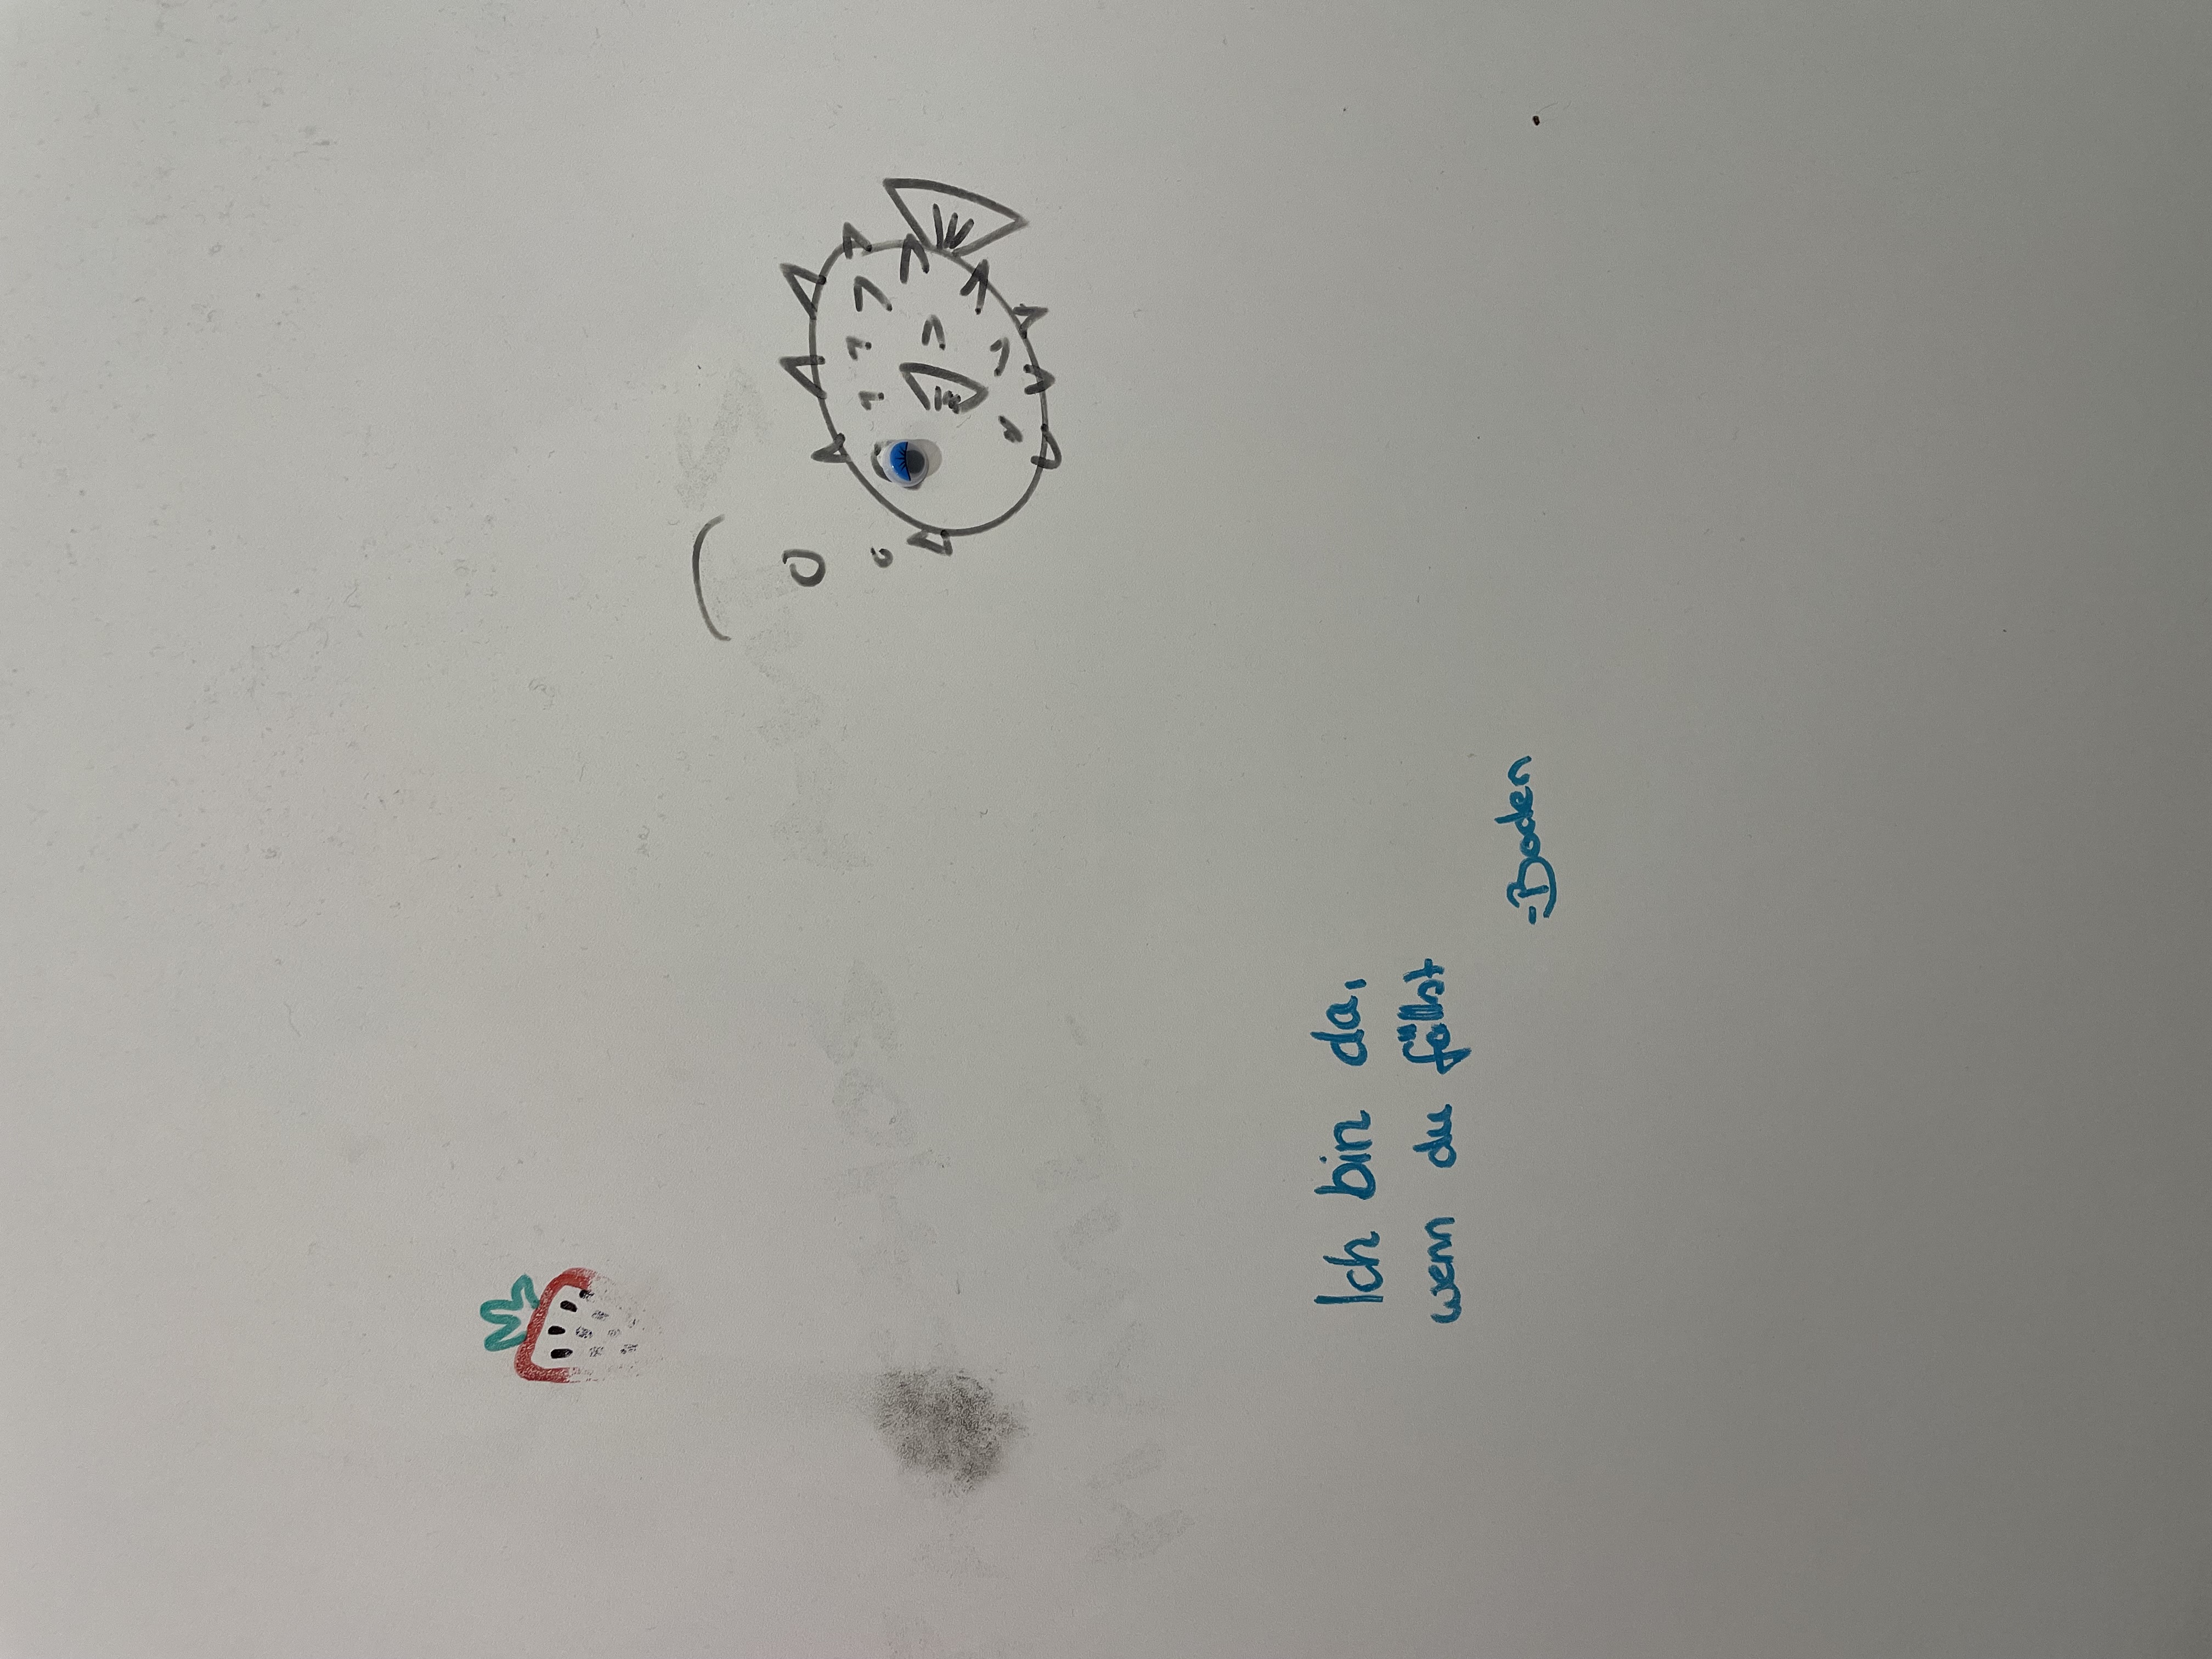 Ich bin da,
wenn du fällst
-Boden